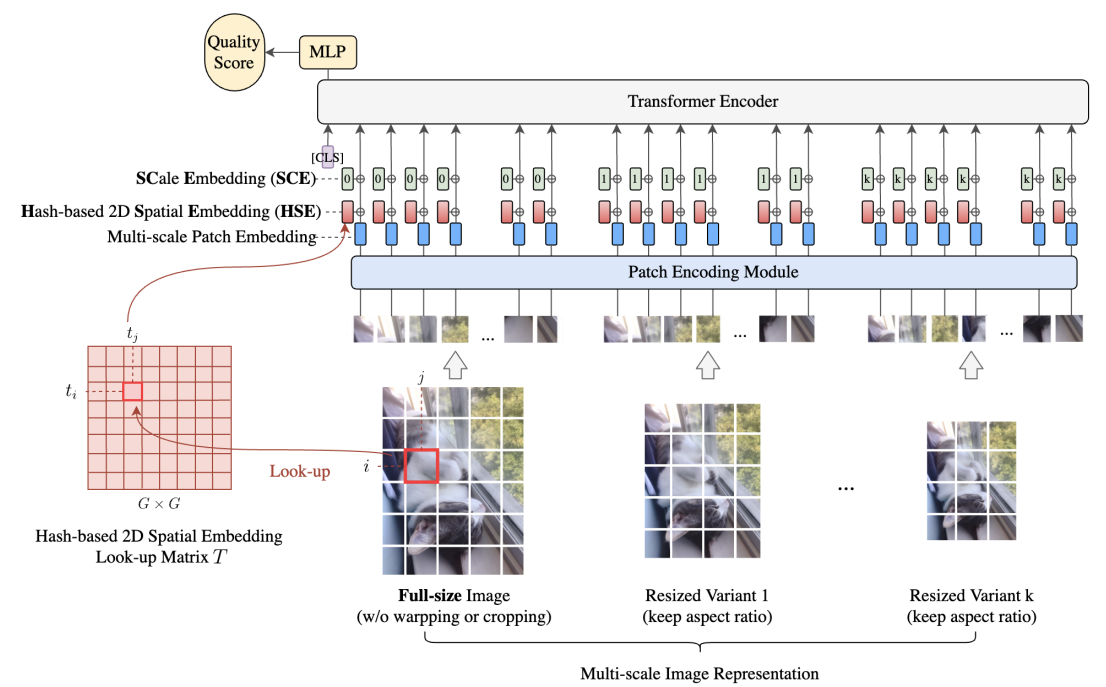 Quality
Score
MLP
Transformer Encoder
[CLS]
SCale Embedding (SCE)
0 0 0 0 0 0 1 1 1 1 1 1 k k k k k k
Hash-based 2D Spatial Embedding (HSE)
Multi-scale Patch Embedding
Patch Encoding Module
... ... ...
t_j
t_i
j
i
Look-up
...
G × G
Hash-based 2D Spatial Embedding
Look-up Matrix T
Full-size Image
(w/o warpping or cropping)
Resized Variant 1
(keep aspect ratio)
Resized Variant k
(keep aspect ratio)
Multi-scale Image Representation